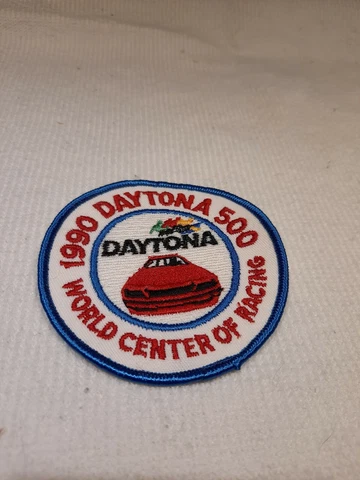 1990 DAYTONA 500
DAYTONA
WORLD CENTER OF RACING